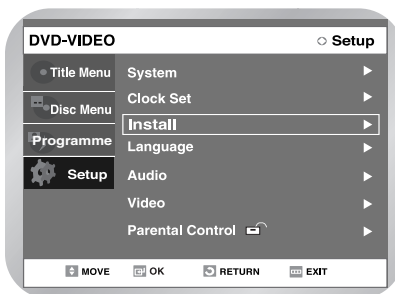 DVD-VIDEO
Setup
Title Menu
Disc Menu
Programme
Setup
System
Clock Set
Install
Language
Audio
Video
Parental Control
MOVE OK RETURN EXIT